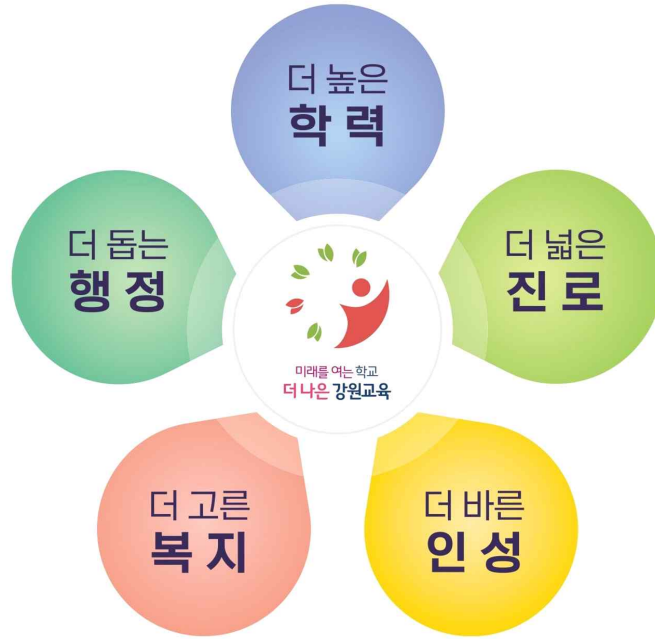 더 높은
학력
더 돕는
행정
더 넓은
진로
미래를 여는 학교
더 나은 강원교육
더 고른
복지
더 바른
인성